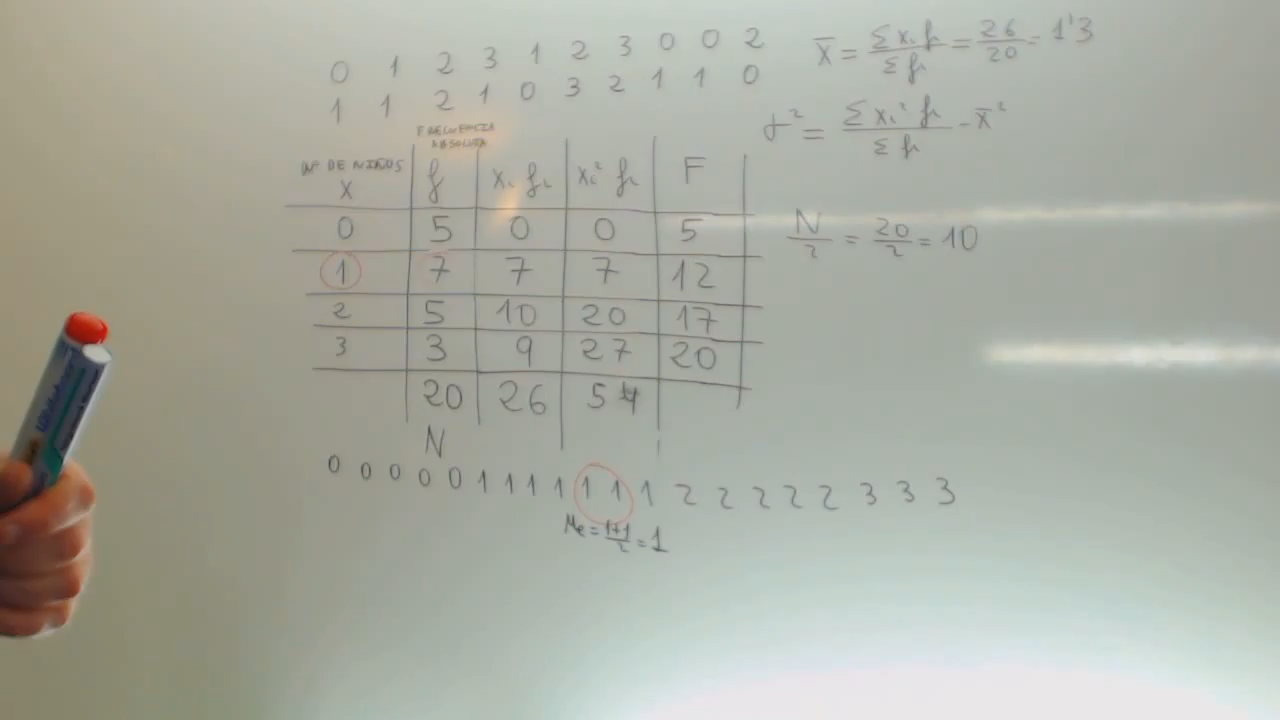 0 1 2 3 1 2 3 0 0 2
1 1 2 1 0 3 2 1 1 0
x̄ = Σ xᵢ fᵢ / Σ fᵢ = 26/20 = 1'3
σ² = Σ xᵢ² fᵢ / Σ fᵢ - x̄²
FRECUENCIA
ABSOLUTA
Nº DE NIÑOS
X f xᵢ fᵢ xᵢ² fᵢ F
0 5 0 0 5
1 7 7 7 12
2 5 10 20 17
3 3 9 27 20
20 26 54
N
N/2 = 20/2 = 10
0 0 0 0 0 1 1 1 1 1 1 1 2 2 2 2 2 3 3 3
Me = 1+1/2 = 1